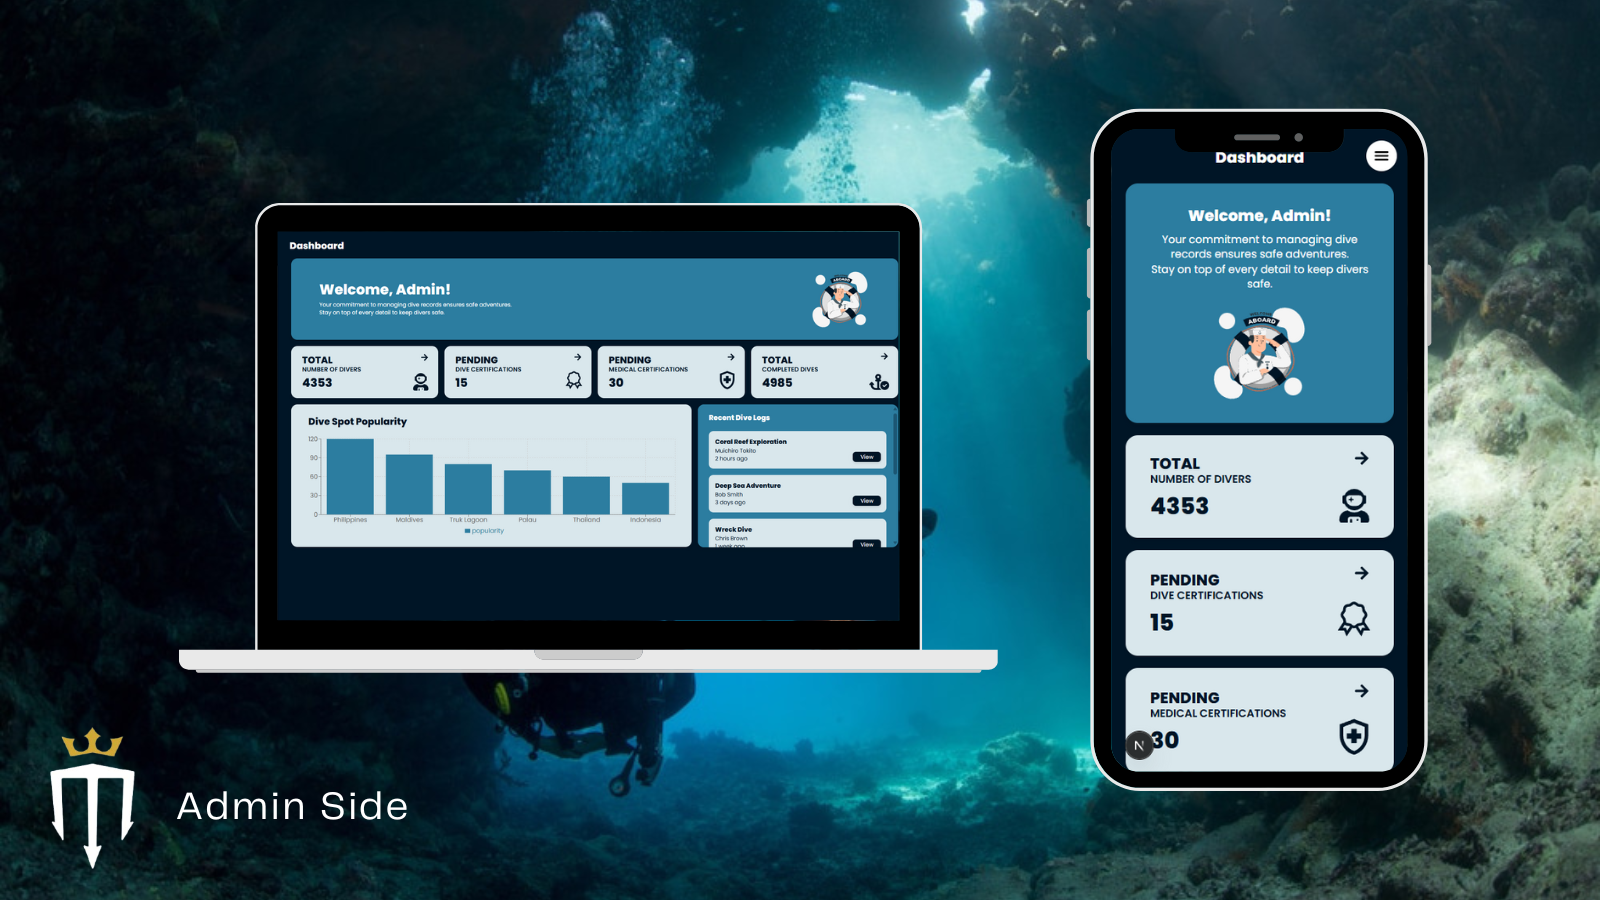 Dashboard
Welcome, Admin!
Your commitment to managing dive records ensures safe adventures.
Stay on top of every detail to keep divers safe.
ABOARD
TOTAL
NUMBER OF DIVERS
4353
PENDING
DIVE CERTIFICATIONS
15
PENDING
MEDICAL CERTIFICATIONS
30
TOTAL
COMPLETED DIVES
4985
Dive Spot Popularity
120
90
60
30
0
Philippines
Maldives
Truk Lagoon
Palau
Thailand
Indonesia
popularity
Recent Dive Logs
Coral Reef Exploration
Muichiro Tokito
2 hours ago
View
Deep Sea Adventure
Bob Smith
3 days ago
View
Wreck Dive
Chris Brown
1 week ago
View
Dashboard
Welcome, Admin!
Your commitment to managing dive
records ensures safe adventures.
Stay on top of every detail to keep divers
safe.
WELCOME
ABOARD
TOTAL
NUMBER OF DIVERS
4353
PENDING
DIVE CERTIFICATIONS
15
PENDING
MEDICAL CERTIFICATIONS
30
N
Admin Side